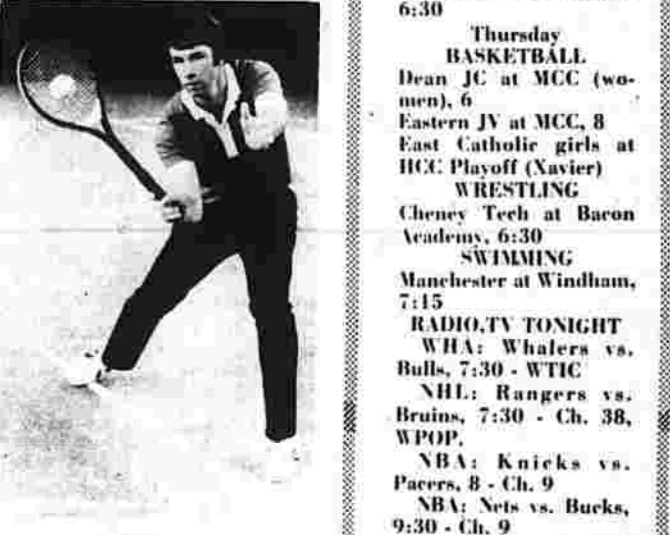 6:30
Thursday
BASKETBALL
Dean JC at MCC (wo-
men), 6
Eastern JV at MCC, 8
East Catholic girls at
HCC Playoff (Xavier)
WRESTLING
Cheney Tech at Bacon
Academy, 6:30
SWIMMING
Manchester at Windham,
7:15
RADIO,TV TONIGHT
WHA: Whalers vs.
Bulls, 7:30 - WTIC
NHL: Rangers vs.
Bruins, 7:30 - Ch. 38,
WPOP.
NBA: Knicks vs.
Pacers, 8 - Ch. 9
NBA: Nets vs. Bucks,
9:30 - Ch. 9